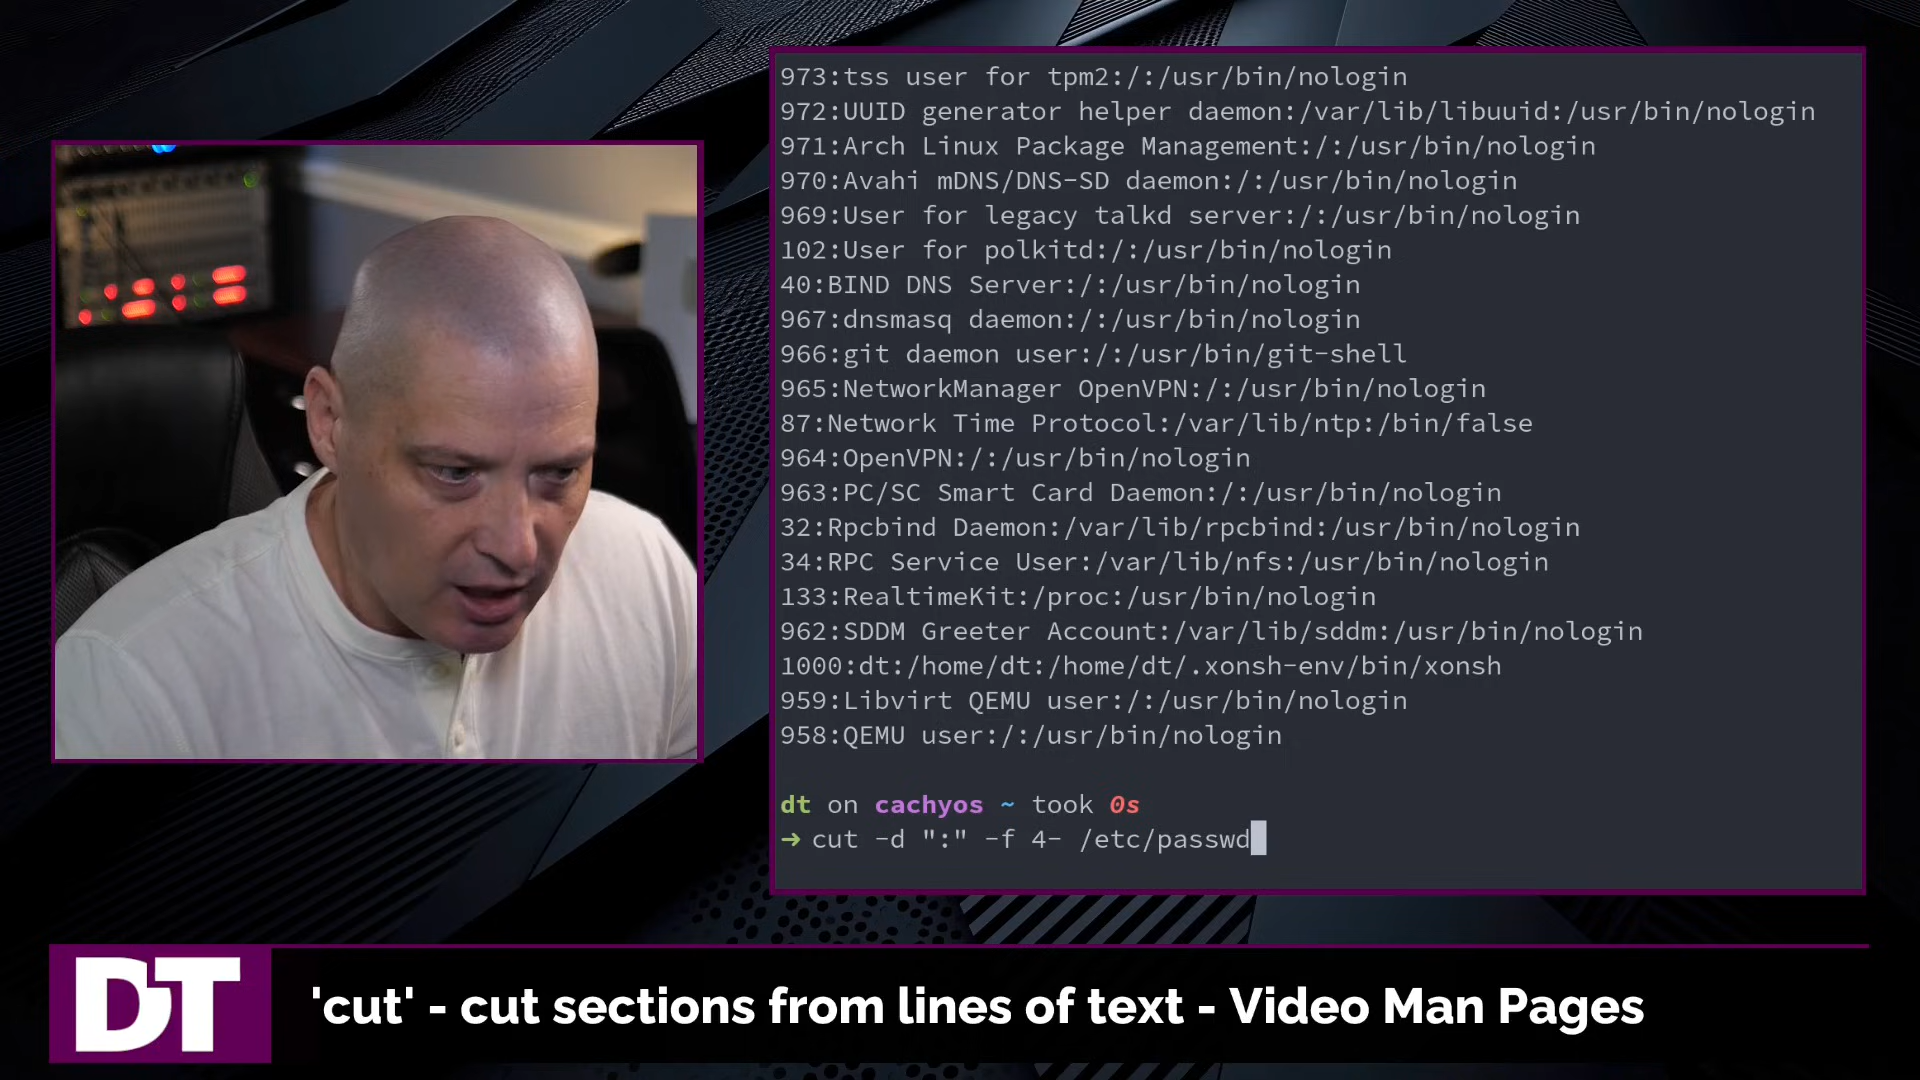 973:tss user for tpm2:/:/usr/bin/nologin
972:UUID generator helper daemon:/var/lib/libuuid:/usr/bin/nologin
971:Arch Linux Package Management:/:/usr/bin/nologin
970:Avahi mDNS/DNS-SD daemon:/:/usr/bin/nologin
969:User for legacy talkd server:/:/usr/bin/nologin
102:User for polkitd:/:/usr/bin/nologin
40:BIND DNS Server:/:/usr/bin/nologin
967:dnsmasq daemon:/:/usr/bin/nologin
966:git daemon user:/:/usr/bin/git-shell
965:NetworkManager OpenVPN:/:/usr/bin/nologin
87:Network Time Protocol:/var/lib/ntp:/bin/false
964:OpenVPN:/:/usr/bin/nologin
963:PC/SC Smart Card Daemon:/:/usr/bin/nologin
32:Rpcbind Daemon:/var/lib/rpcbind:/usr/bin/nologin
34:RPC Service User:/var/lib/nfs:/usr/bin/nologin
133:RealtimeKit:/proc:/usr/bin/nologin
962:SDDM Greeter Account:/var/lib/sddm:/usr/bin/nologin
1000:dt:/home/dt:/home/dt/.xonsh-env/bin/xonsh
959:Libvirt QEMU user:/:/usr/bin/nologin
958:QEMU user:/:/usr/bin/nologin
dt on cachyos ~ took 0s
➜ cut -d ":" -f 4- /etc/passwd
DT
'cut' - cut sections from lines of text - Video Man Pages